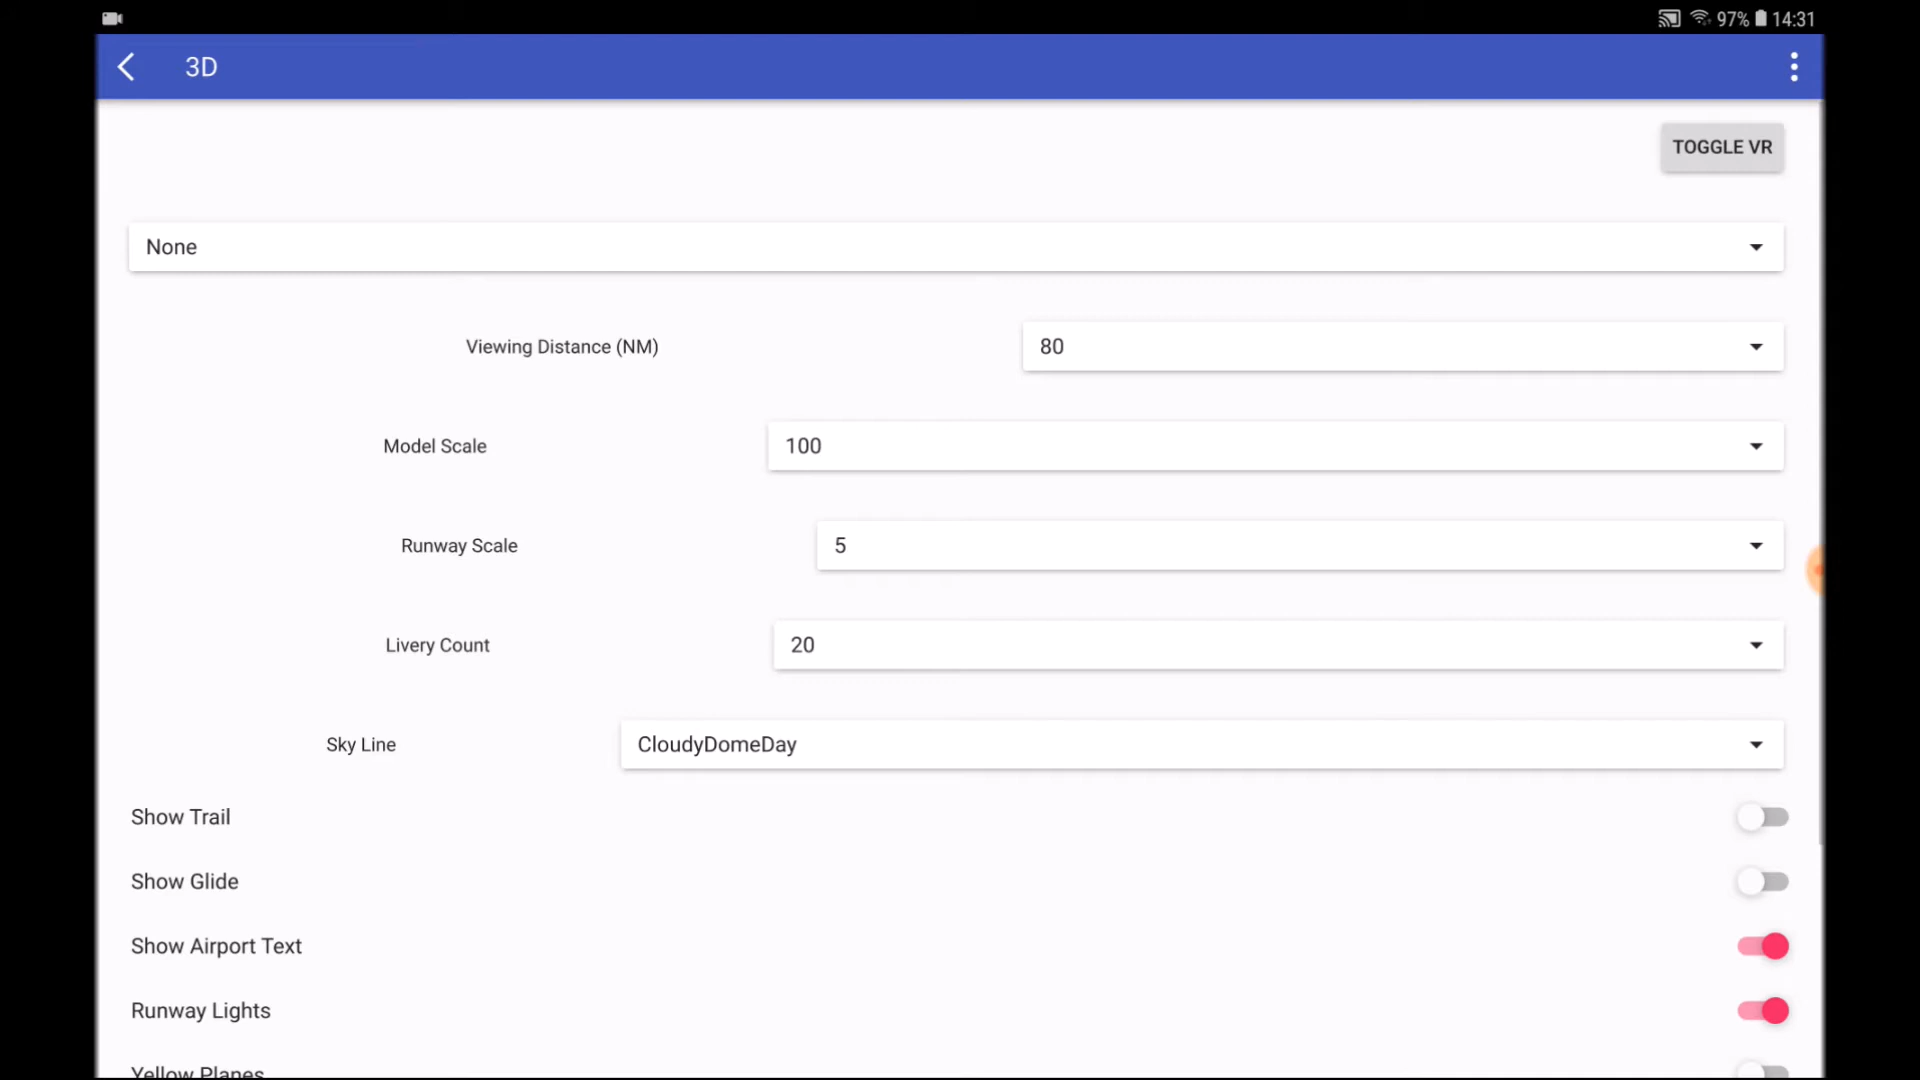 97% 14:31
3D
TOGGLE VR
None
Viewing Distance (NM) 80
Model Scale 100
Runway Scale 5
Livery Count 20
Sky Line CloudyDomeDay
Show Trail
Show Glide
Show Airport Text
Runway Lights
Yellow Planes